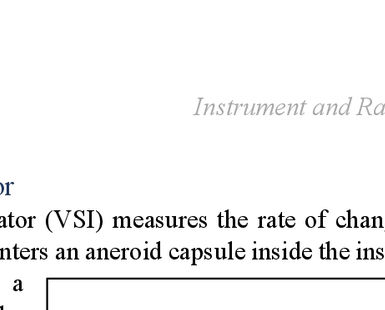 Instrument and Ra
or
ator (VSI) measures the rate of chan
nters an aneroid capsule inside the ins
a